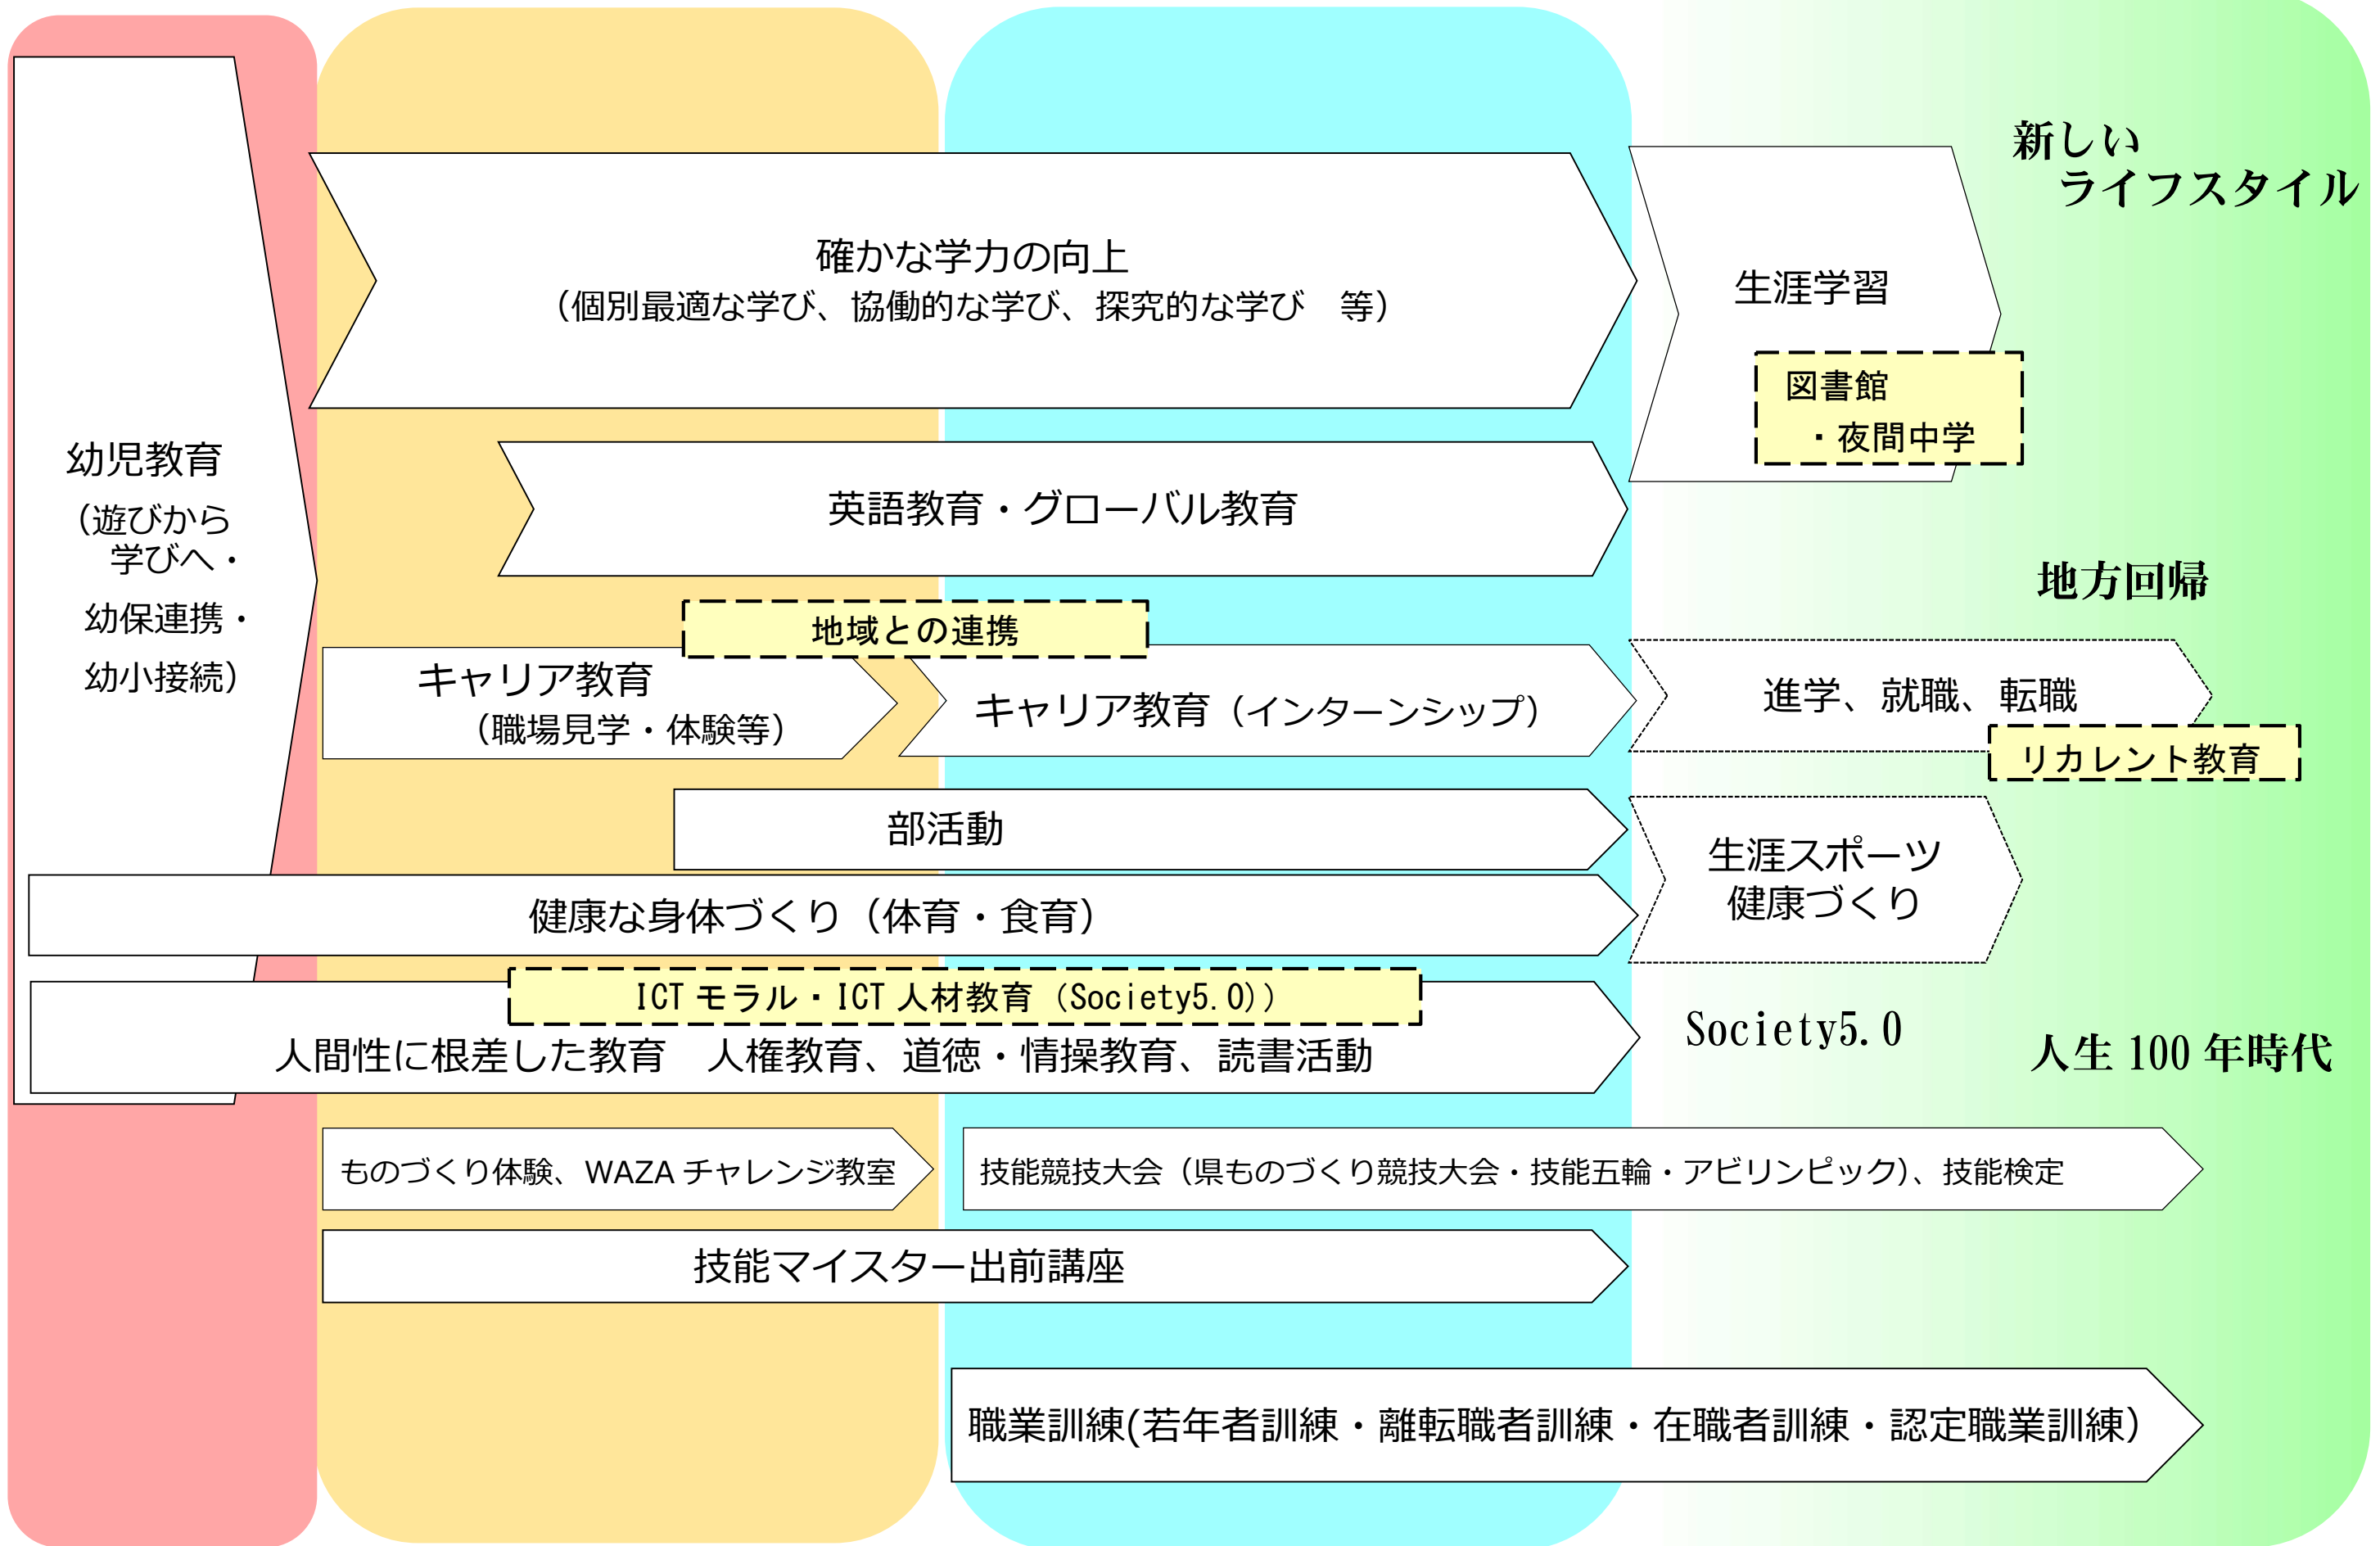 新しい
ライフスタイル
確かな学力の向上
（個別最適な学び、協働的な学び、探究的な学び　等）
生涯学習
図書館
・夜間中学
幼児教育
（遊びから
学びへ・
幼保連携・
幼小接続）
英語教育・グローバル教育
地方回帰
地域との連携
キャリア教育
（職場見学・体験等）
キャリア教育（インターンシップ）
進学、就職、転職
リカレント教育
部活動
生涯スポーツ
健康づくり
健康な身体づくり（体育・食育）
ICT モラル・ICT 人材教育（Society5.0)）
人間性に根差した教育　人権教育、道徳・情操教育、読書活動
Society5.0
人生 100 年時代
ものづくり体験、WAZA チャレンジ教室
技能競技大会（県ものづくり競技大会・技能五輪・アビリンピック）、技能検定
技能マイスター出前講座
職業訓練(若年者訓練・離転職者訓練・在職者訓練・認定職業訓練）